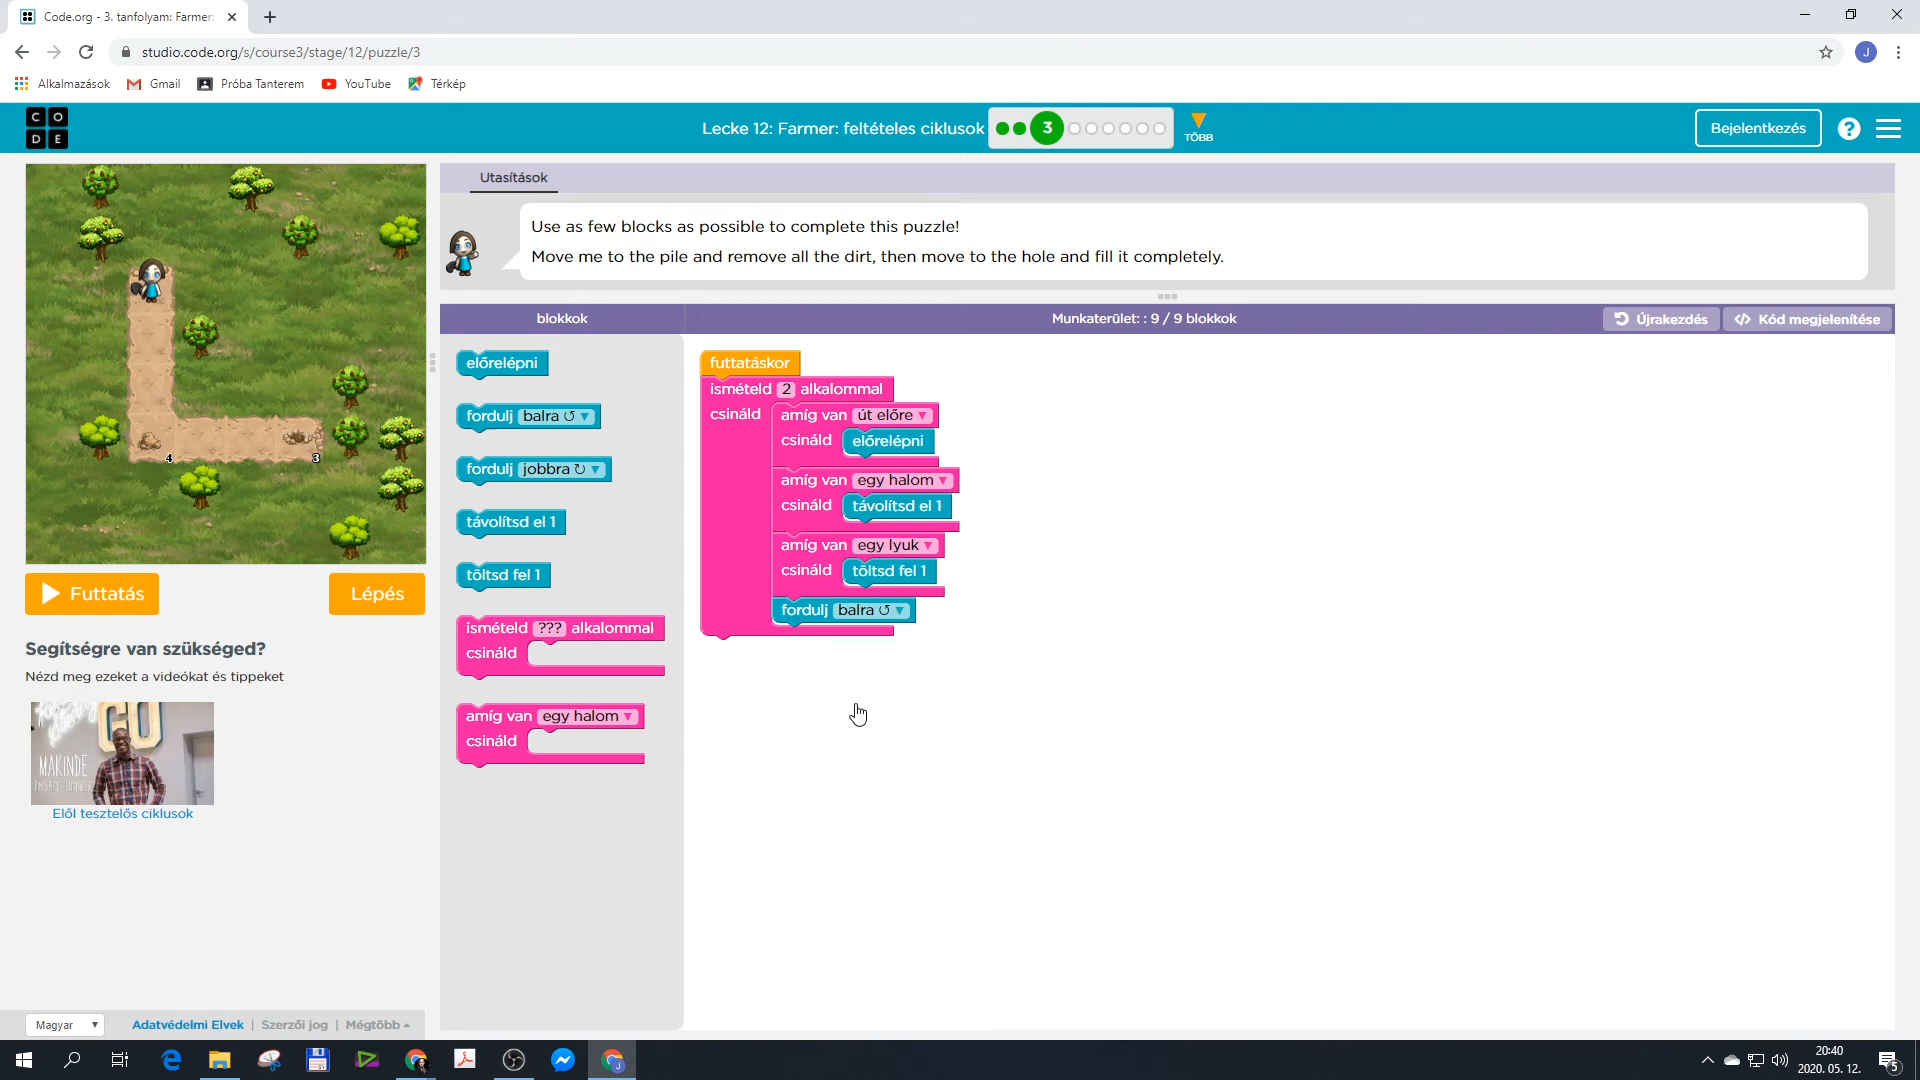 Code.org - 3. tanfolyam: Farmer:
studio.code.org/s/course3/stage/12/puzzle/3
J
Alkalmazások
Gmail
Próba Tanterem
YouTube
Térkép
C O
D E
Lecke 12: Farmer: feltételes ciklusok
3
TÖBB
Bejelentkezés
?
Utasítások
Use as few blocks as possible to complete this puzzle!
Move me to the pile and remove all the dirt, then move to the hole and fill it completely.
4
3
Futtatás
Lépés
Segítségre van szükséged?
Nézd meg ezeket a videókat és tippeket
GO
MAKINDE
Elől tesztelős ciklusok
blokkok
Munkaterület: : 9 / 9 blokkok
Újrakezdés
Kód megjelenítése
előrelépni
fordulj balra
fordulj jobbra
távolítsd el 1
töltsd fel 1
ismételd ??? alkalommal
csináld
amíg van egy halom
csináld
futtatáskor
ismételd 2 alkalommal
csináld
amíg van út előre
csináld előrelépni
amíg van egy halom
csináld távolítsd el 1
amíg van egy lyuk
csináld töltsd fel 1
fordulj balra
Magyar
Adatvédelmi Elvek | Szerzői jog | Mégtöbb
J
20:40
2020. 05. 12.
5